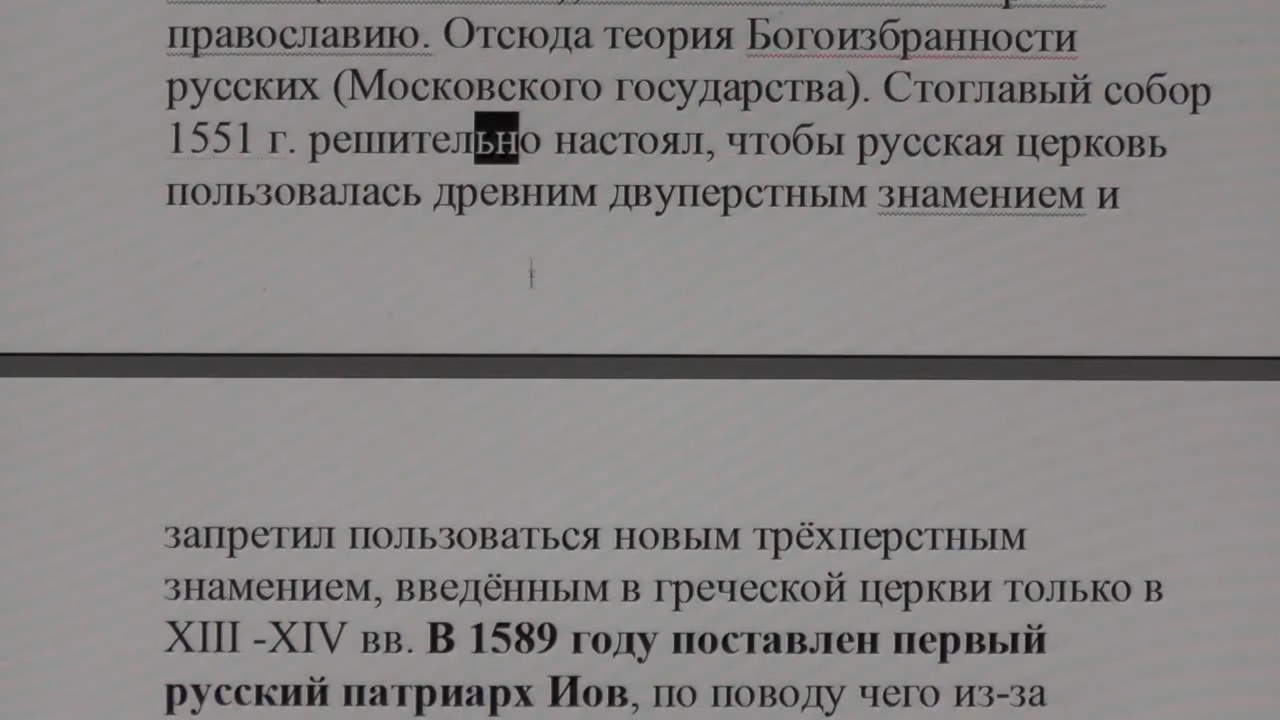 православию. Отсюда теория Богоизбранности
русских (Московского государства). Стоглавый собор
1551 г. решительно настоял, чтобы русская церковь
пользовалась древним двуперстным знамением и
запретил пользоваться новым трёхперстным
знамением, введённым в греческой церкви только в
XIII -XIV вв. В 1589 году поставлен первый
русский патриарх Иов, по поводу чего из-за